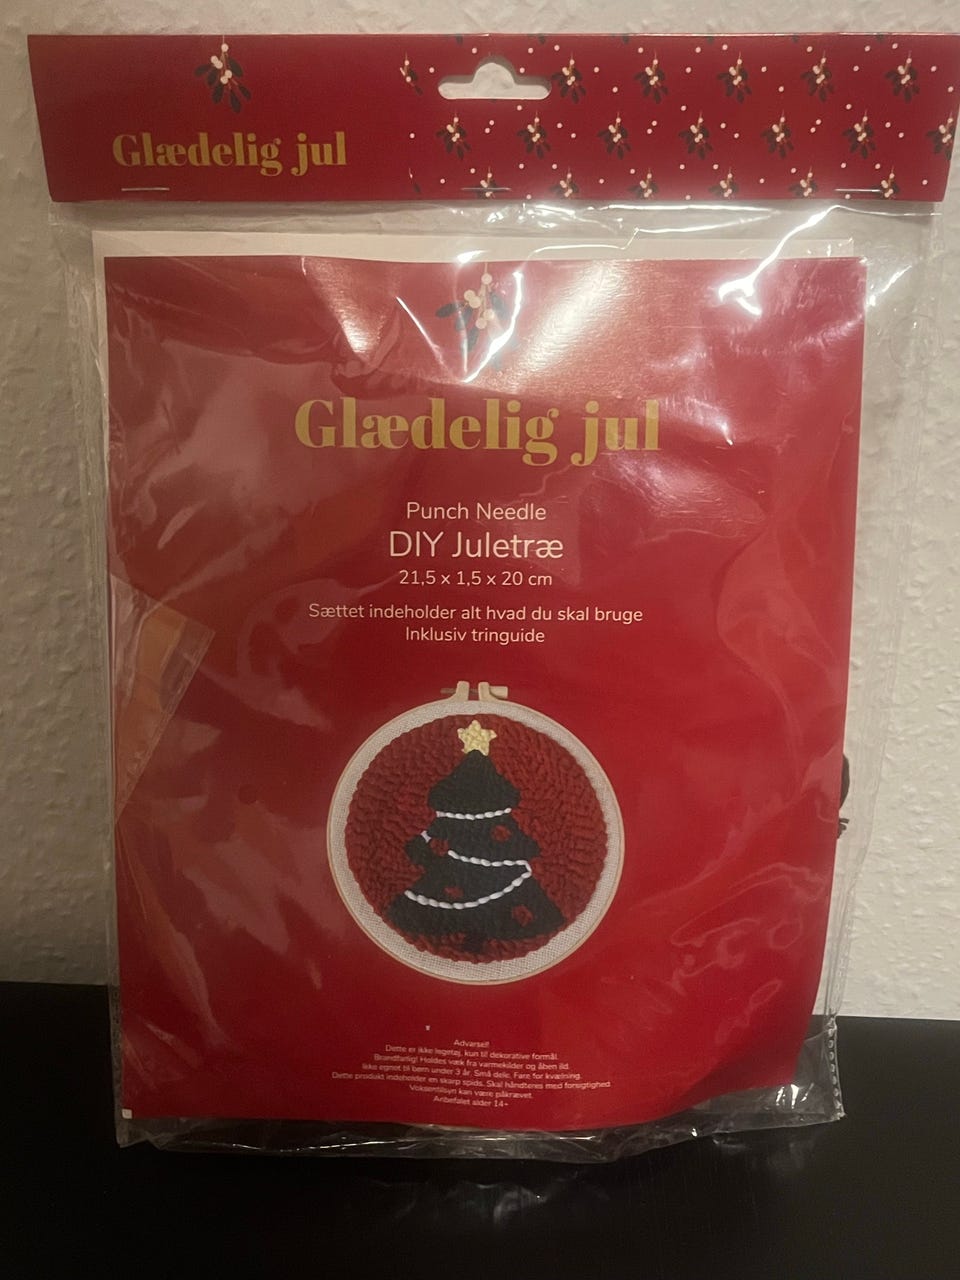 Glædelig jul
Glædelig jul
Punch Needle
DIY Juletræ
21,5 x 1,5 x 20 cm
Sættet indeholder alt hvad du skal bruge
Inklusiv tringuide
Advarsel!
Dette er ikke legetøj, kun til dekorative formål.
Brandfarlig! Holdes væk fra varmekilder og åben ild.
Ikke egnet til børn under 3 år. Små dele. Fare for kvælning.
Dette produkt indeholder en skarp spids. Skal håndteres med forsigtighed.
Voksentilsyn kan være påkrævet.
Anbefalet alder 14+